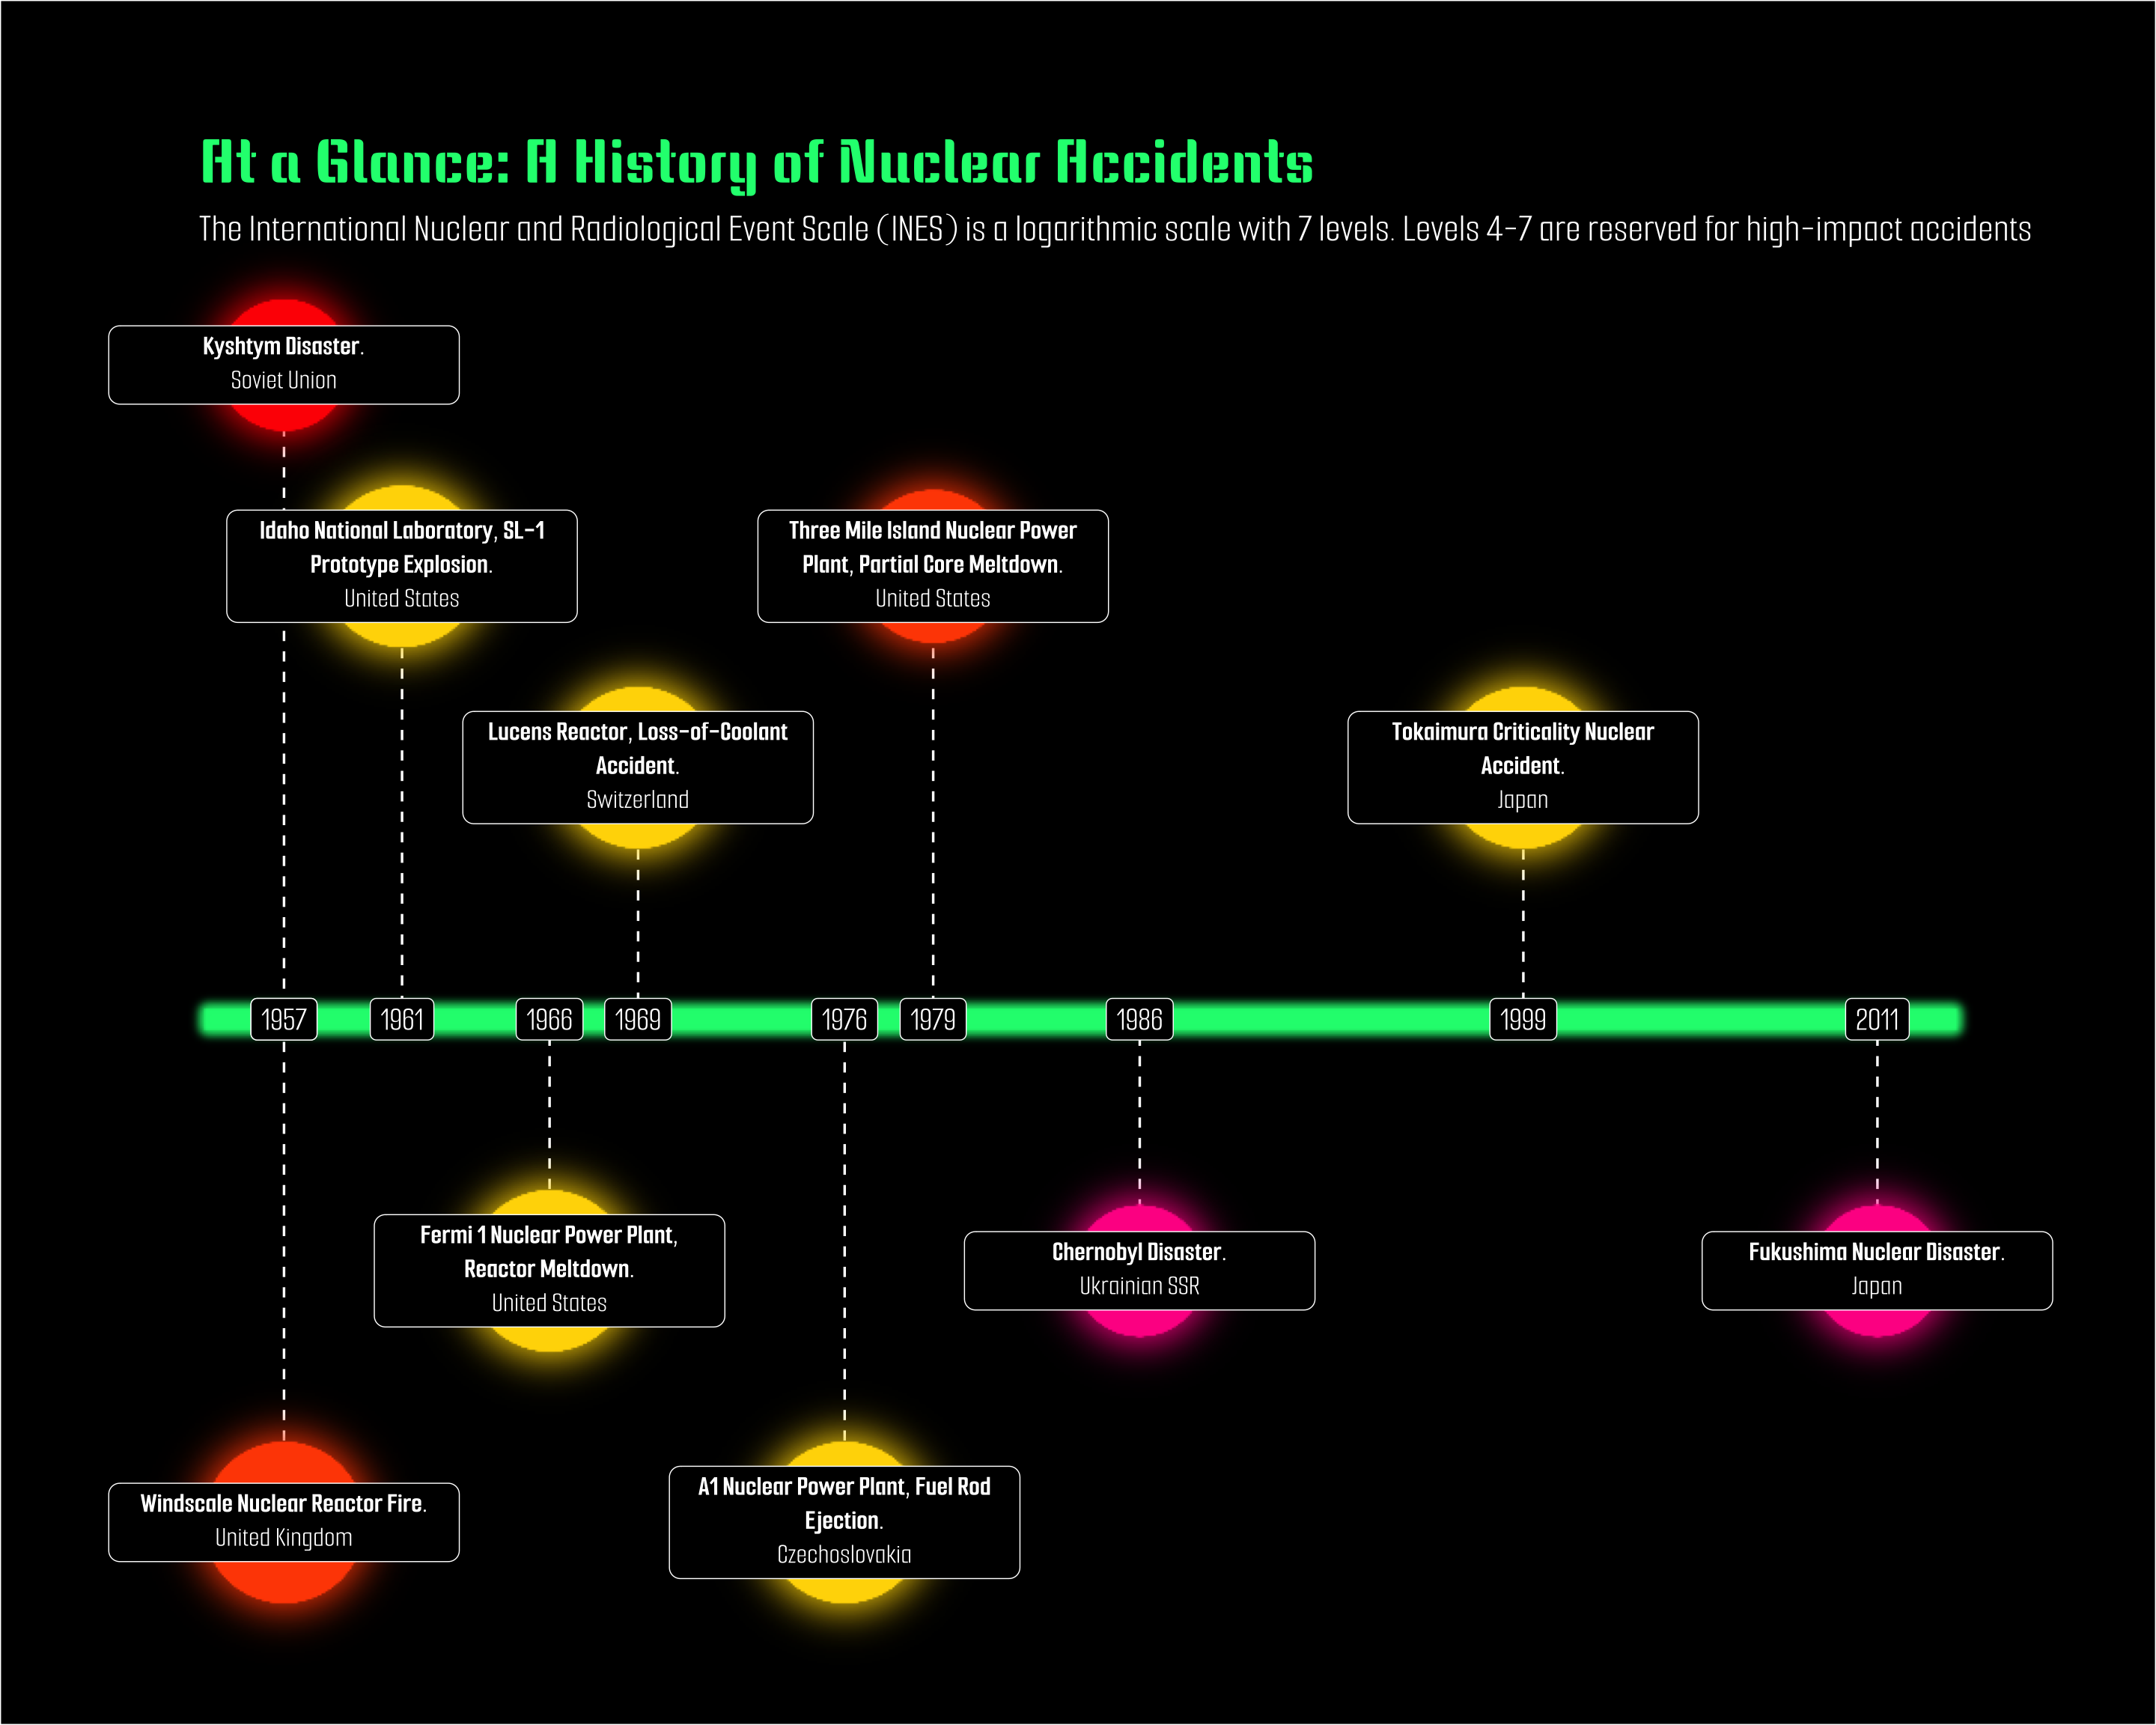 At a Glance: A History of Nuclear Accidents
The International Nuclear and Radiological Event Scale (INES) is a logarithmic scale with 7 levels. Levels 4-7 are reserved for high-impact accidents
Kyshtym Disaster.
Soviet Union
Idaho National Laboratory, SL-1
Prototype Explosion.
United States
Three Mile Island Nuclear Power
Plant, Partial Core Meltdown.
United States
Lucens Reactor, Loss-of-Coolant
Accident.
Switzerland
Tokaimura Criticality Nuclear
Accident.
Japan
1957
1961
1966
1969
1976
1979
1986
1999
2011
Fermi 1 Nuclear Power Plant,
Reactor Meltdown.
United States
Chernobyl Disaster.
Ukrainian SSR
Fukushima Nuclear Disaster.
Japan
Windscale Nuclear Reactor Fire.
United Kingdom
A1 Nuclear Power Plant, Fuel Rod
Ejection.
Czechoslovakia